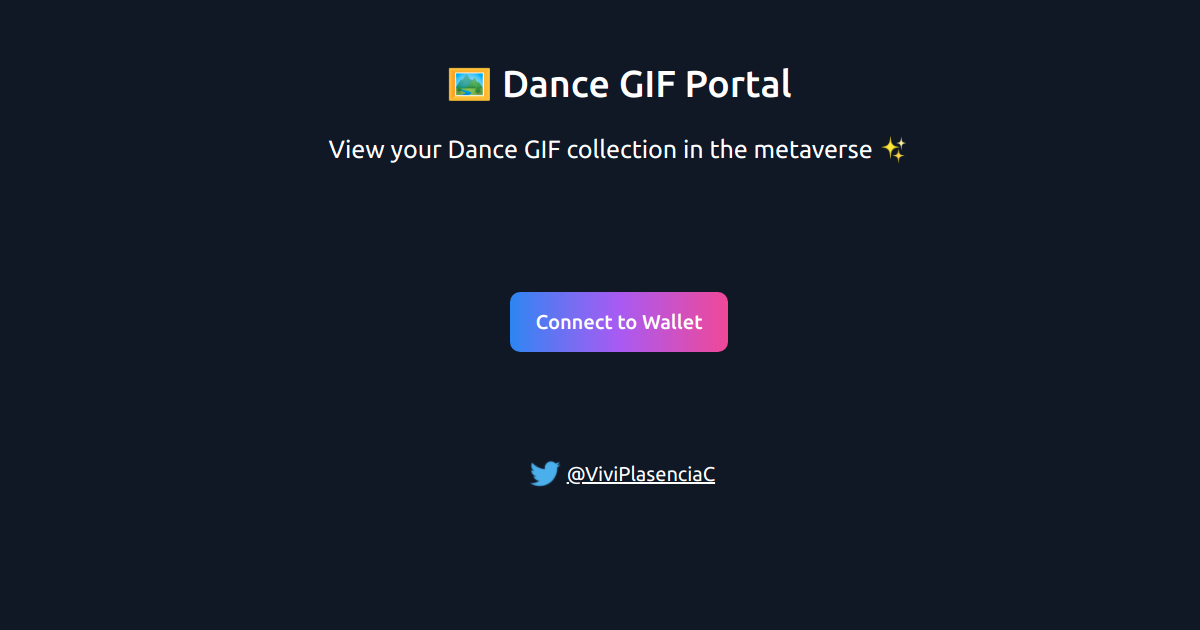 🖼️ Dance GIF Portal
View your Dance GIF collection in the metaverse ✨
Connect to Wallet
@ViviPlasenciaC